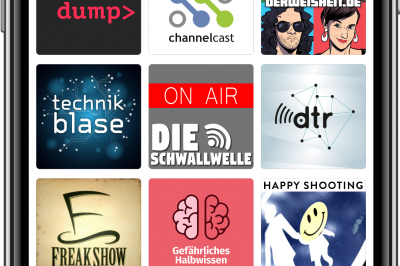 dump>
channelcast
DERWEISHEIT.DE
technik
blase
ON AIR
DIE
SCHWALLWELLE
dtr
FREAKSHOW
Gefährliches
Halbwissen
HAPPY SHOOTING